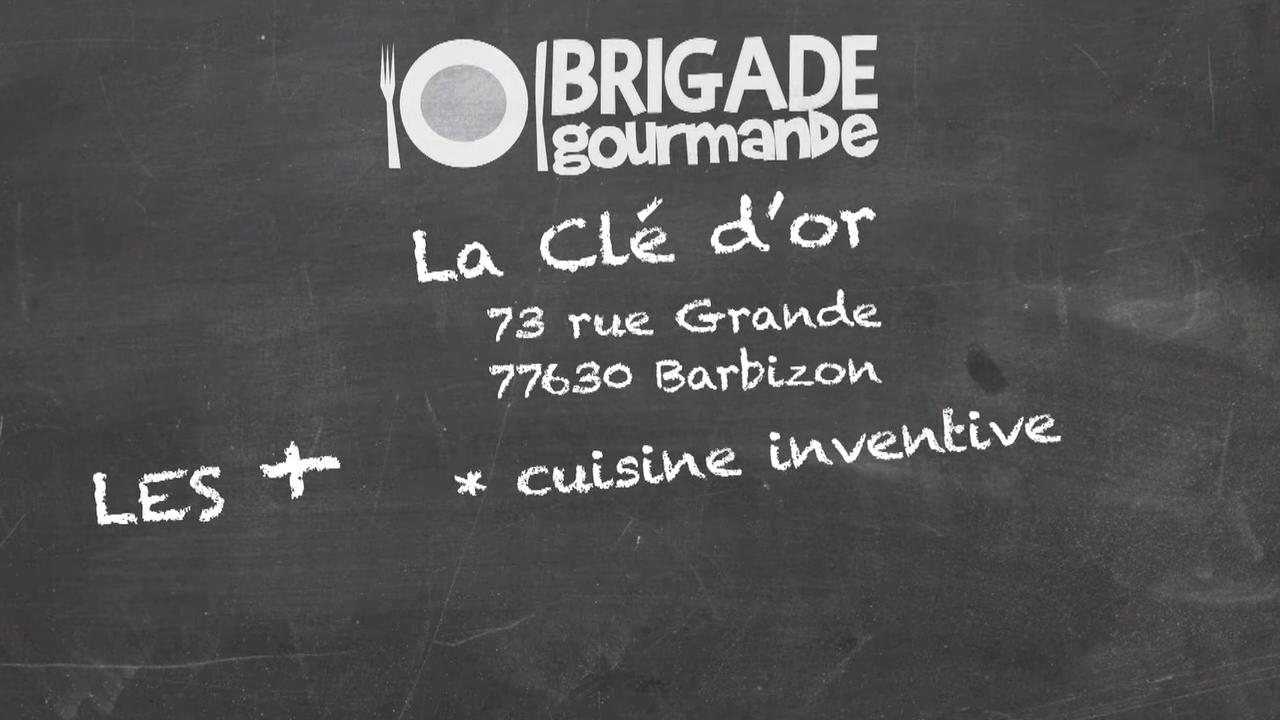 BRIGADE
gourmande
La Clé d'or
73 rue Grande
77630 Barbizon
LES + * cuisine inventive